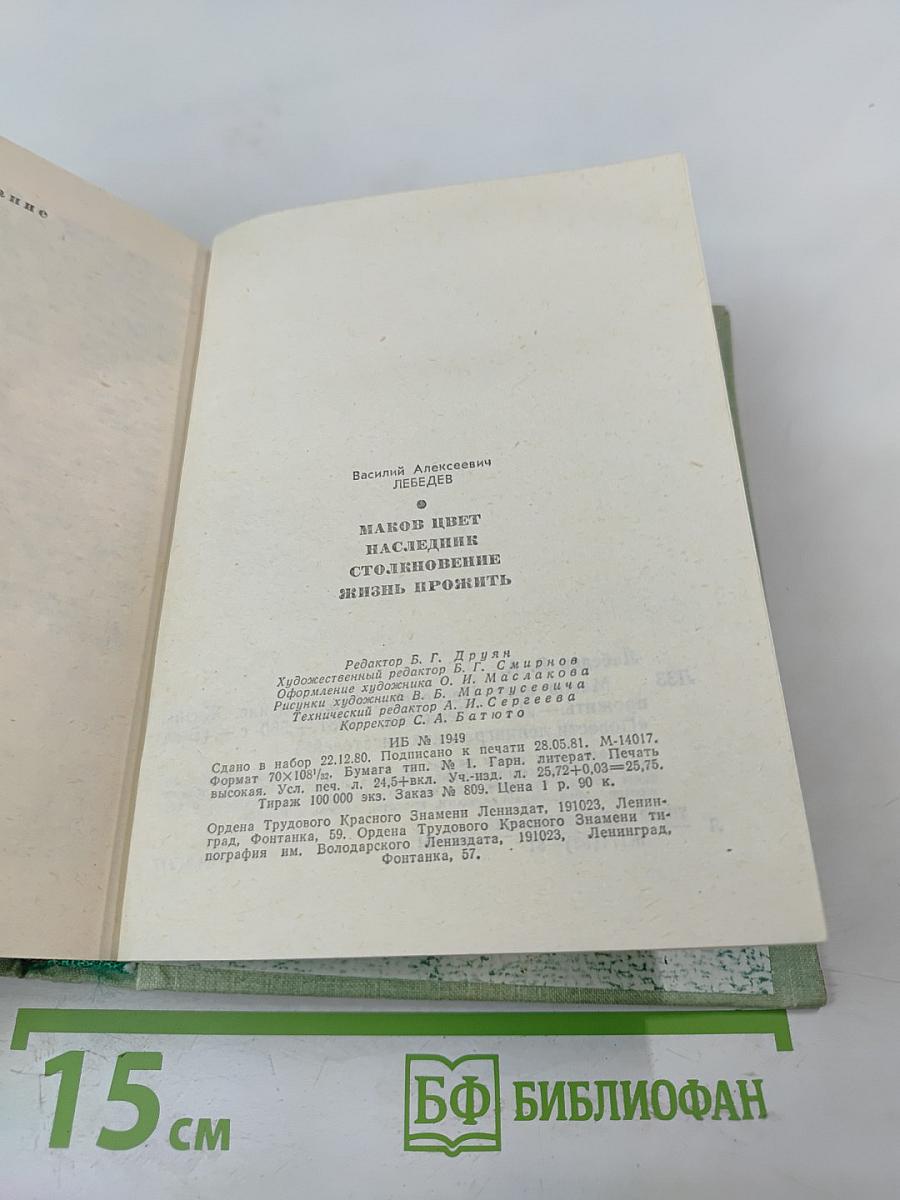 Василий Алексеевич
ЛЕБЕДЕВ
МАКОВ ЦВЕТ
НАСЛЕДНИК
СТОЛКНОВЕНИЕ
ЖИЗНЬ ПРОЖИТЬ
Редактор Б. Г. Друян
Художественный редактор Б. Г. Смирнов
Оформление художника О. И. Маслакова
Рисунки художника В. Б. Мартусевича
Технический редактор А. И. Сергеева
Корректор С. А. Батюто
ИБ № 1949
Сдано в набор 22.12.80. Подписано к печати 28.05.81. М-14017.
Формат 70×108¹/₃₂. Бумага тип. № 1. Гарн. литерат. Печать
высокая. Усл. печ. л. 24,5+вкл. Уч.-изд. л. 25,72+0,03=25,75.
Тираж 100 000 экз. Заказ № 809. Цена 1 р. 90 к.
Ордена Трудового Красного Знамени Лениздат, 191023, Ленин-
град, Фонтанка, 59. Ордена Трудового Красного Знамени ти-
пография им. Володарского Лениздата, 191023, Ленинград,
Фонтанка, 57.
15 см
БФ БИБЛИОФАН